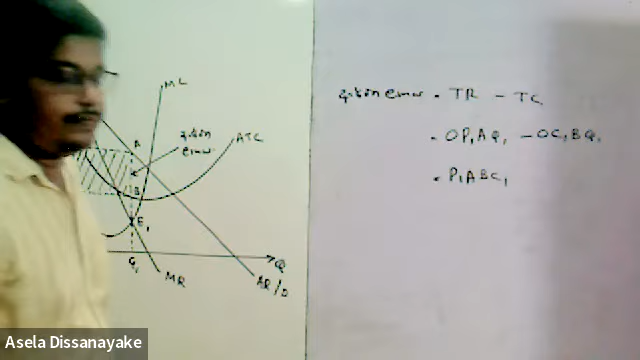 MC
A
ATC
B
E₁
Q
Q₁
MR
AR/D
= TR - TC
= OP₁AQ₁ - OC₁BQ₁
= P₁ABC₁
Asela Dissanayake